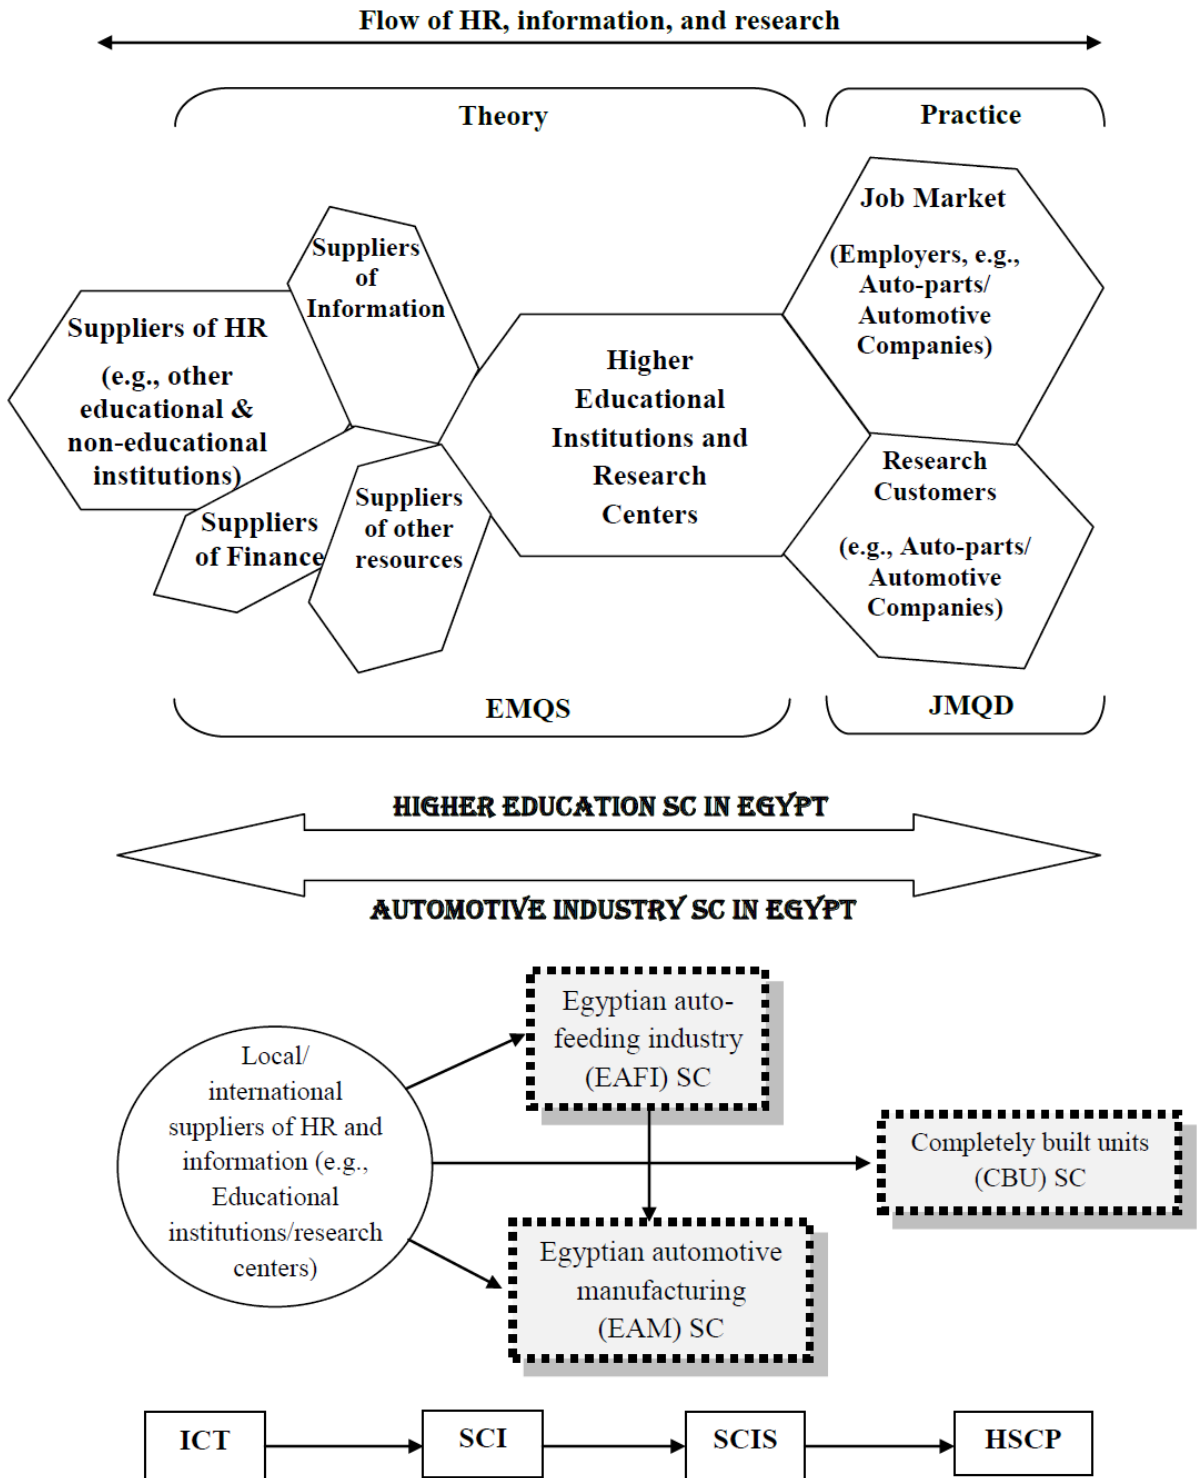 Flow of HR, information, and research
Theory
Practice
Suppliers of HR
(e.g., other
educational &
non-educational
institutions)
Suppliers
of
Information
Suppliers
of Finance
Suppliers
of other
resources
Higher
Educational
Institutions and
Research
Centers
Job Market
(Employers, e.g.,
Auto-parts/
Automotive
Companies)
Research
Customers
(e.g., Auto-parts/
Automotive
Companies)
EMQS
JMQD
HIGHER EDUCATION SC IN EGYPT
AUTOMOTIVE INDUSTRY SC IN EGYPT
Local/
international
suppliers of HR and
information (e.g.,
Educational
institutions/research
centers)
Egyptian auto-
feeding industry
(EAFI) SC
Completely built units
(CBU) SC
Egyptian automotive
manufacturing
(EAM) SC
ICT
SCI
SCIS
HSCP